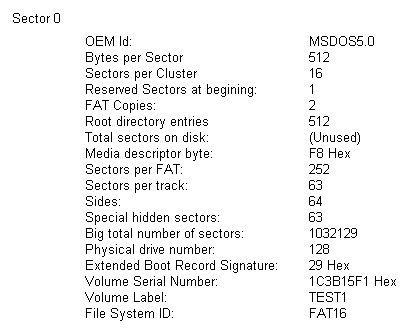 Sector 0
OEM Id: MSDOS5.0
Bytes per Sector 512
Sectors per Cluster 16
Reserved Sectors at begining: 1
FAT Copies: 2
Root directory entries 512
Total sectors on disk: (Unused)
Media descriptor byte: F8 Hex
Sectors per FAT: 252
Sectors per track: 63
Sides: 64
Special hidden sectors: 63
Big total number of sectors: 1032129
Physical drive number: 128
Extended Boot Record Signature: 29 Hex
Volume Serial Number: 1C3B15F1 Hex
Volume Label: TEST1
File System ID: FAT16